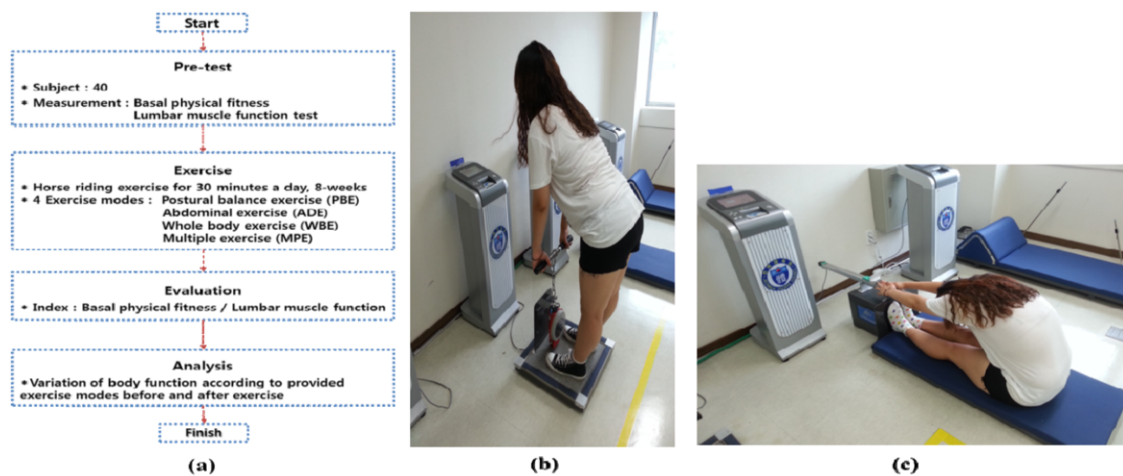 Start
Pre-test
• Subject : 40
• Measurement : Basal physical fitness
Lumbar muscle function test
Exercise
• Horse riding exercise for 30 minutes a day, 8-weeks
• 4 Exercise modes : Postural balance exercise (PBE)
Abdominal exercise (ADE)
Whole body exercise (WBE)
Multiple exercise (MPE)
Evaluation
• Index : Basal physical fitness / Lumbar muscle function
Analysis
•Variation of body function according to provided
exercise modes before and after exercise
Finish
(a)
(b)
(c)